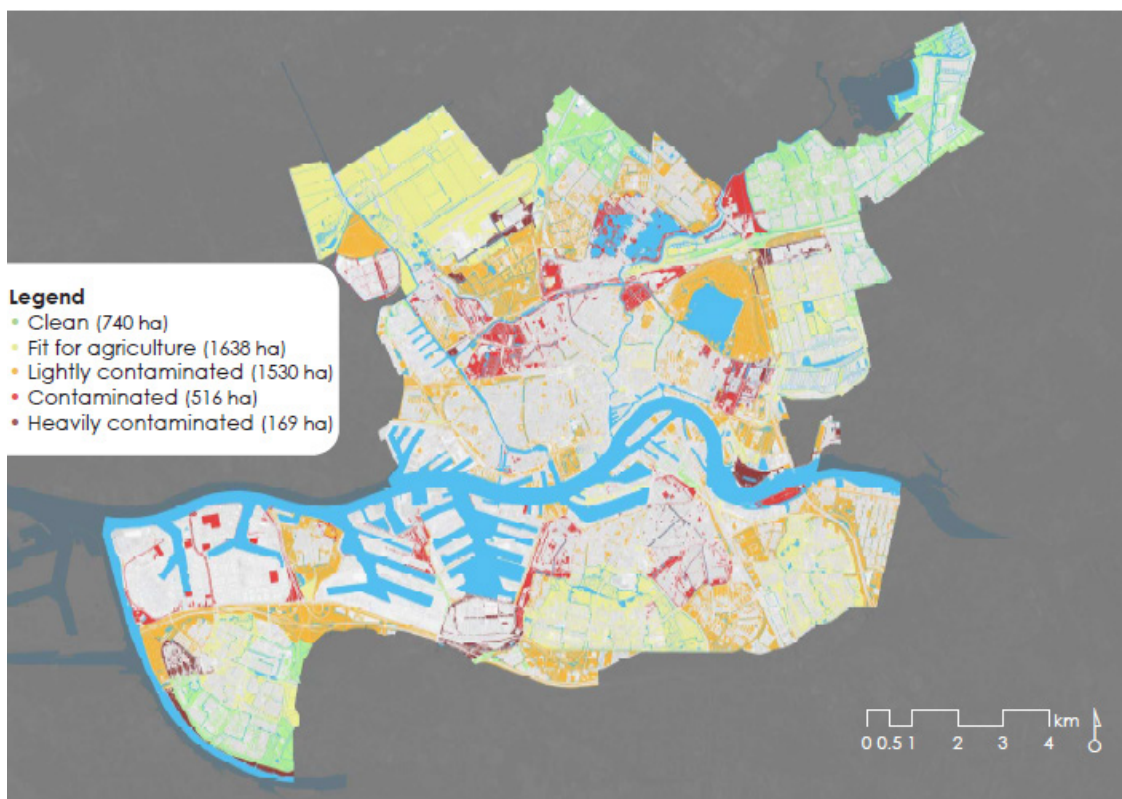 Legend
Clean (740 ha)
Fit for agriculture (1638 ha)
Lightly contaminated (1530 ha)
Contaminated (516 ha)
Heavily contaminated (169 ha)
km
0 0.5 1 2 3 4